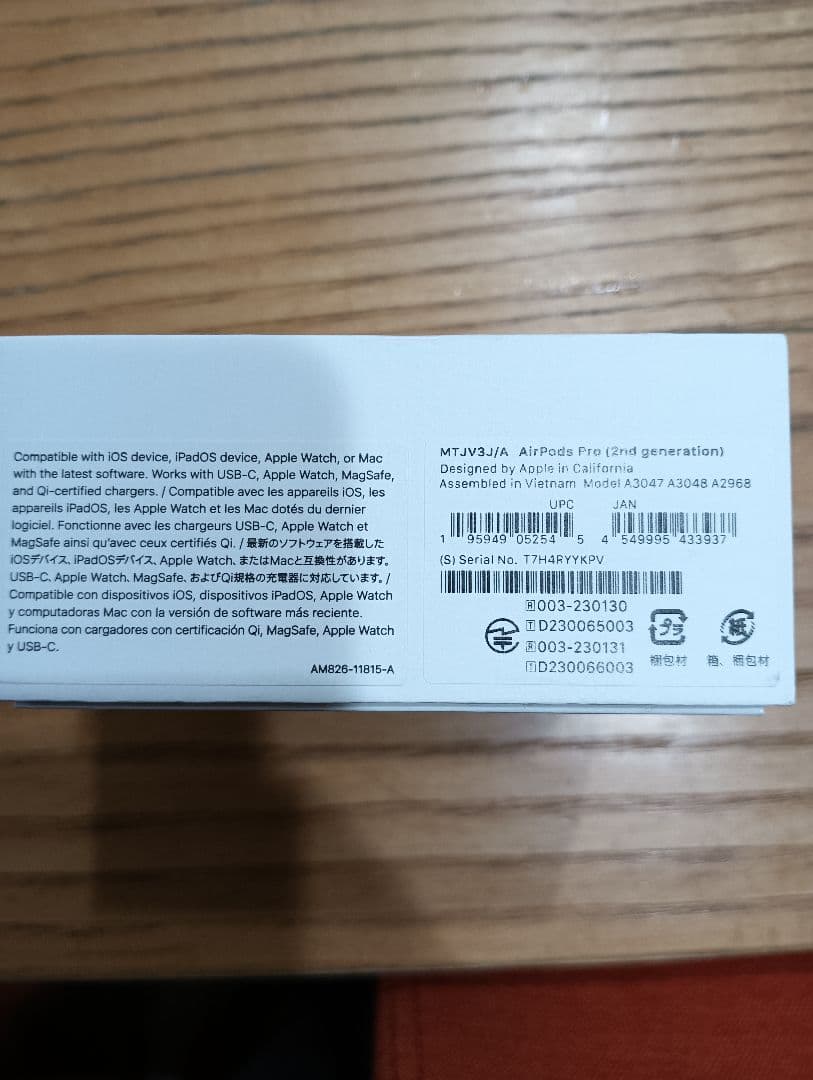 Compatible with iOS device, iPadOS device, Apple Watch, or Mac
with the latest software. Works with USB-C, Apple Watch, MagSafe,
and Qi-certified chargers. / Compatible avec les appareils iOS, les
appareils iPadOS, les Apple Watch et les Mac dotés du dernier
logiciel. Fonctionne avec les chargeurs USB-C, Apple Watch et
MagSafe ainsi qu'avec ceux certifiés Qi. / 最新のソフトウェアを搭載した
iOSデバイス、iPadOSデバイス、Apple Watch、またはMacと互換性があります。
USB-C、Apple Watch、MagSafe、およびQi規格の充電器に対応しています。/
Compatible con dispositivos iOS, dispositivos iPadOS, Apple Watch
y computadoras Mac con la versión de software más reciente.
Funciona con cargadores con certificación Qi, MagSafe, Apple Watch
y USB-C.
AM826-11815-A
MTJV3J/A AirPods Pro (2nd generation)
Designed by Apple in California
Assembled in Vietnam Model A3047 A3048 A2968
UPC JAN
1 95949 05254 5 4 549995 433937
(S) Serial No. T7H4RYYKPV
R 003-230130
T D230065003
R 003-230131
T D230066003
プラ 紙
梱包材 箱、梱包材